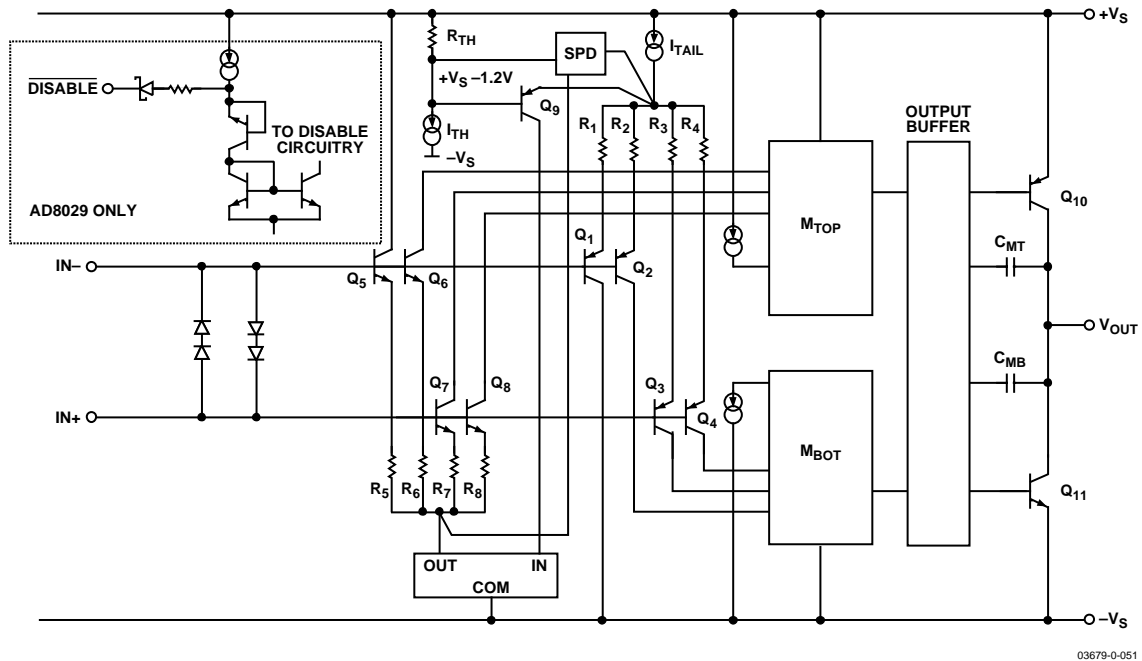 +VS
RTH
SPD
ITAIL
DISABLE
+VS –1.2V
Q9
OUTPUT
BUFFER
TO DISABLE
CIRCUITRY
ITH
–VS
R1
R2
R3
R4
AD8029 ONLY
MTOP
Q10
IN–
Q5
Q6
Q1
Q2
CMT
VOUT
CMB
IN+
Q7
Q8
Q3
Q4
MBOT
R5
R6
R7
R8
Q11
OUT
IN
COM
–VS
03679-0-051